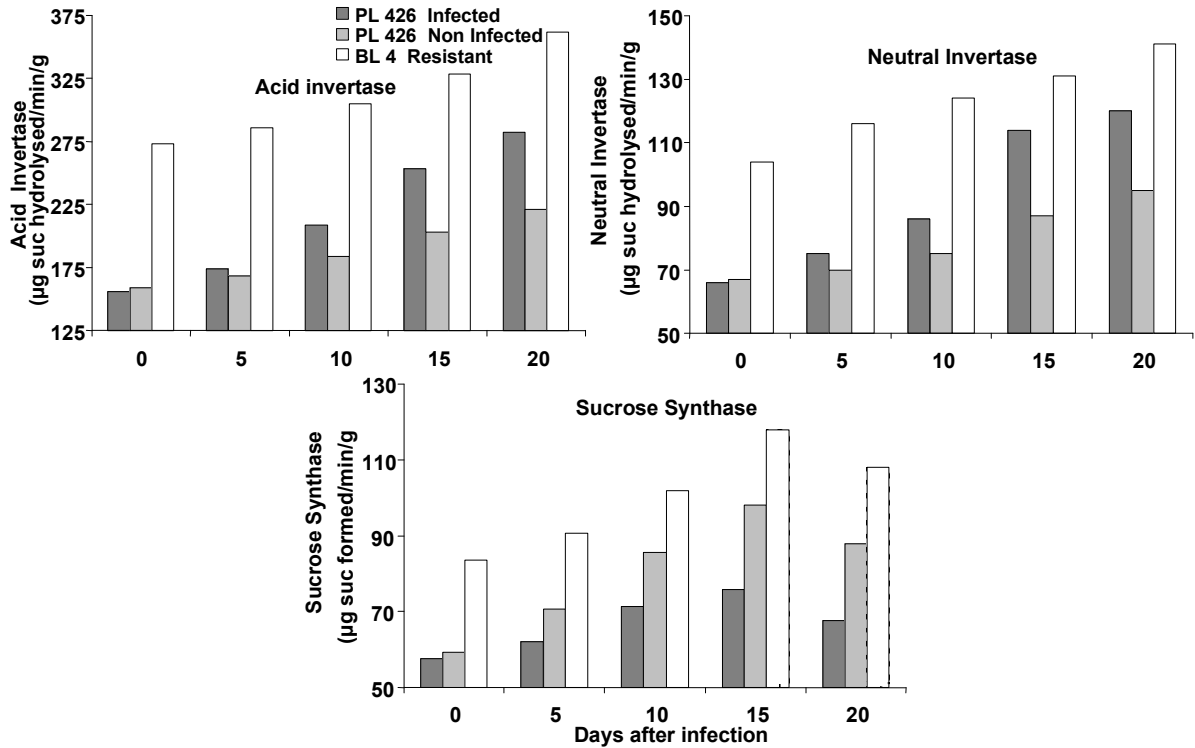 375
325
275
225
175
125
Acid Invertase
(µg suc hydrolysed/min/g
PL 426 Infected
PL 426 Non Infected
BL 4 Resistant
Acid invertase
0 5 10 15 20
150
130
110
90
70
50
Neutral Invertase
(µg suc hydrolysed/min/g
Neutral Invertase
0 5 10 15 20
130
110
90
70
50
Sucrose Synthase
(µg suc formed/min/g
Sucrose Synthase
0 5 10 15 20
Days after infection